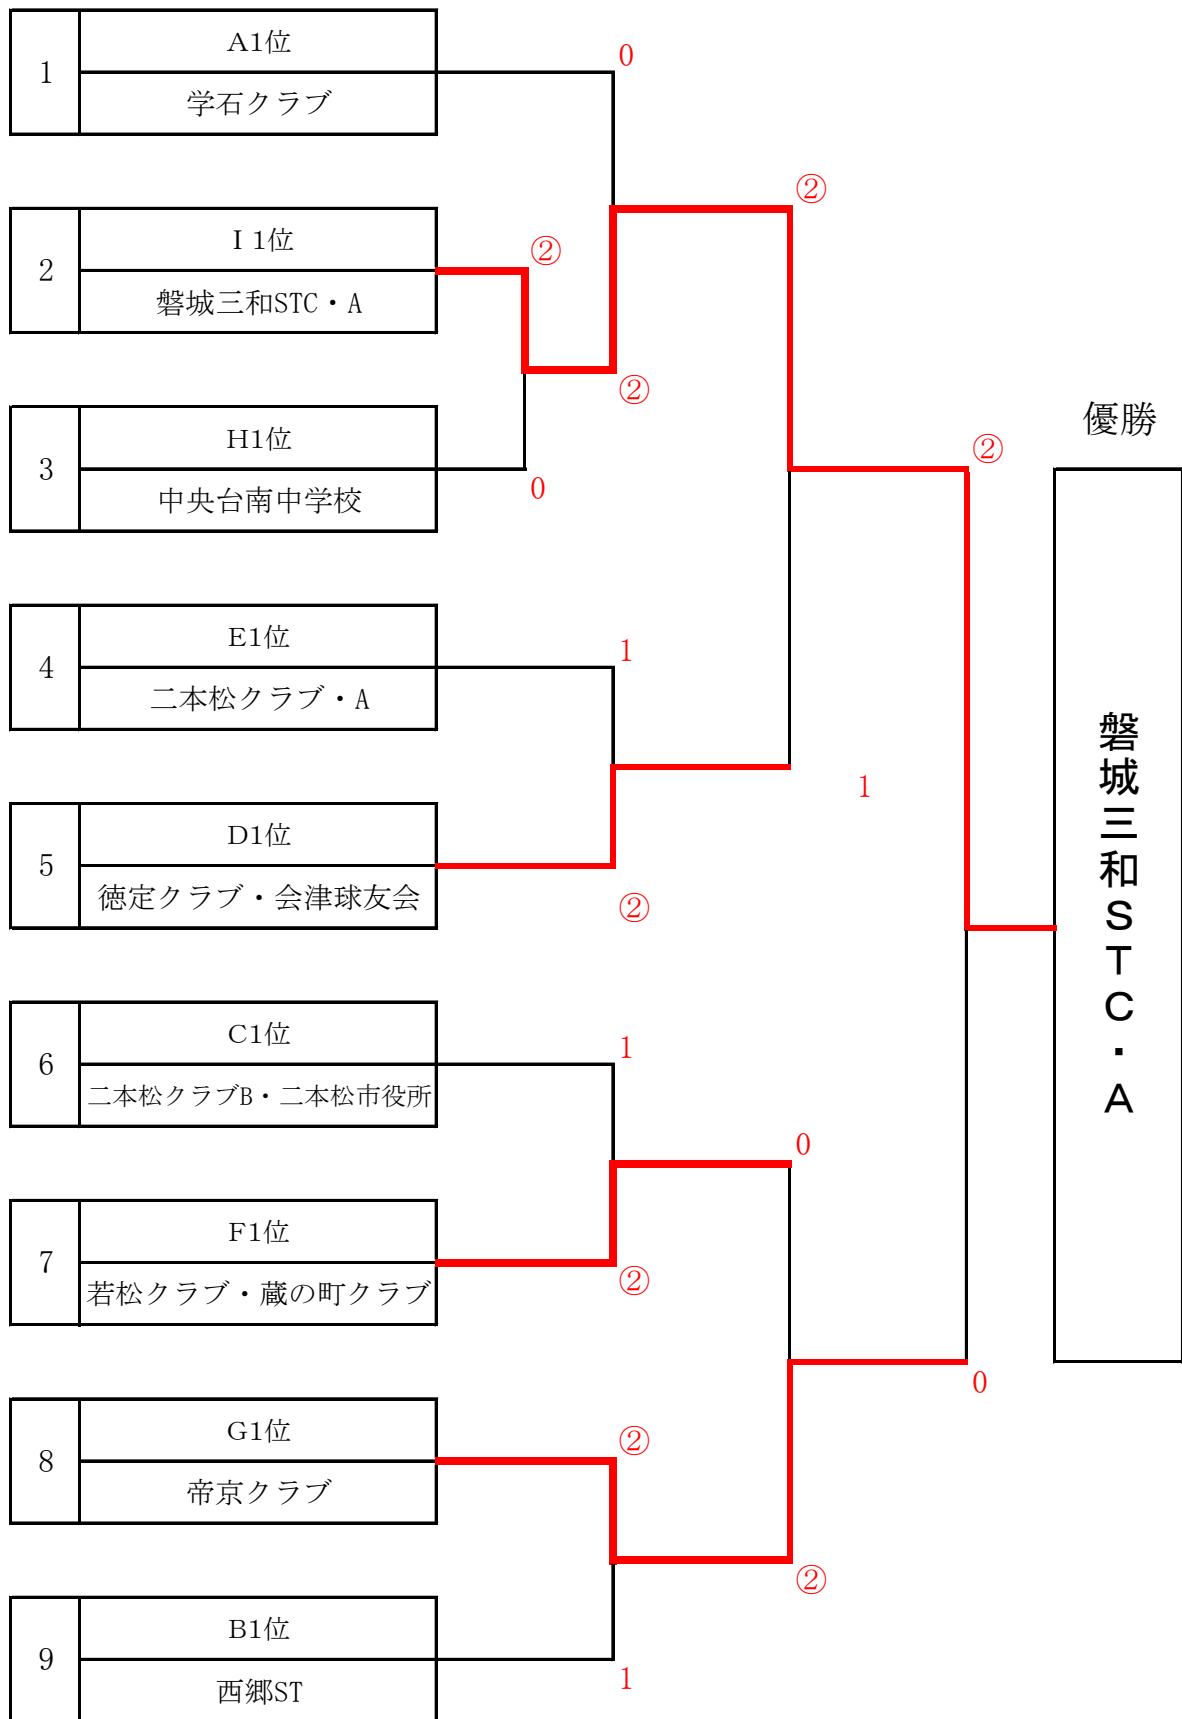 1
A1位
学石クラブ
0
②
2
I 1位
磐城三和STC・A
②
②
3
H1位
中央台南中学校
0
②
優勝
4
E1位
二本松クラブ・A
1
1
5
D1位
徳定クラブ・会津球友会
②
磐城三和STC・A
6
C1位
二本松クラブB・二本松市役所
1
0
7
F1位
若松クラブ・蔵の町クラブ
②
0
8
G1位
帝京クラブ
②
②
9
B1位
西郷ST
1